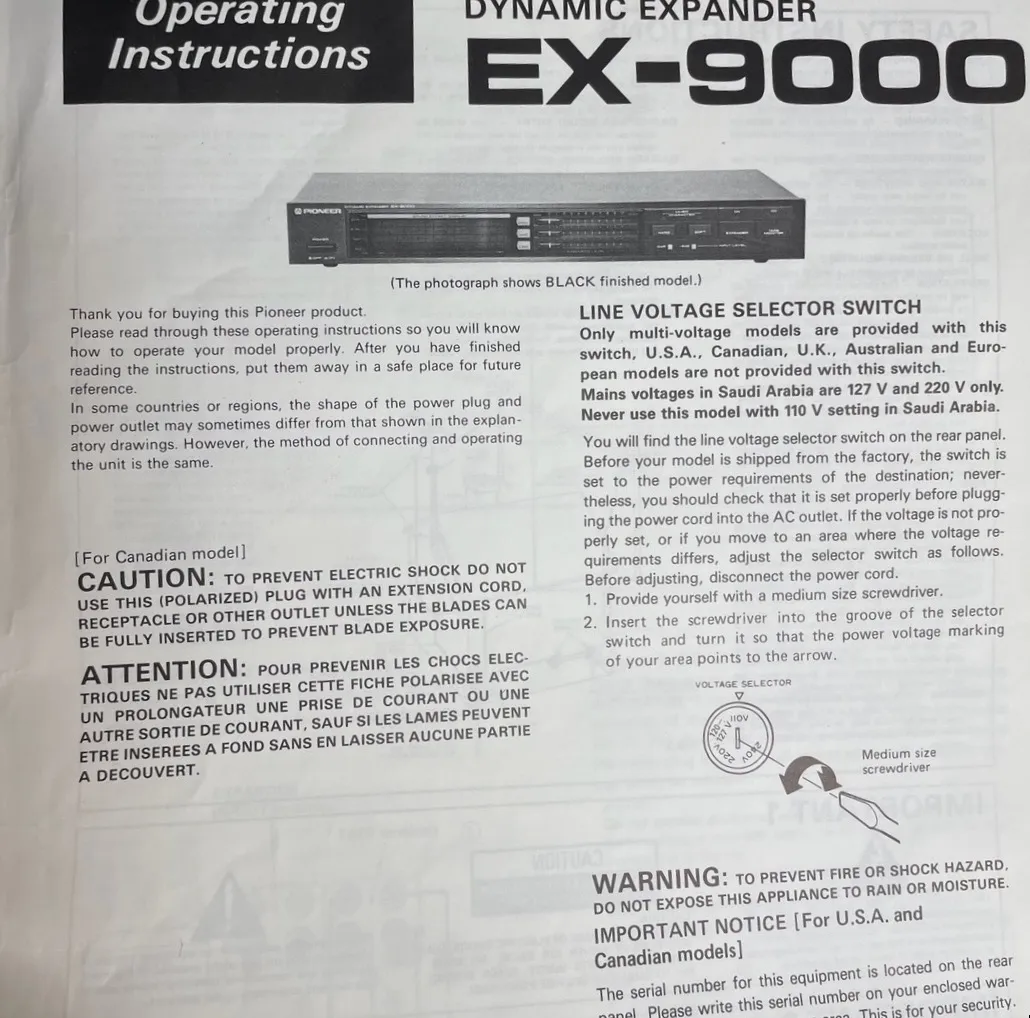 Operating
Instructions
DYNAMIC EXPANDER
EX-9000
PIONEER
(The photograph shows BLACK finished model.)
Thank you for buying this Pioneer product.
Please read through these operating instructions so you will know
how to operate your model properly. After you have finished
reading the instructions, put them away in a safe place for future
reference.
In some countries or regions, the shape of the power plug and
power outlet may sometimes differ from that shown in the explan-
atory drawings. However, the method of connecting and operating
the unit is the same.
[For Canadian model]
CAUTION: TO PREVENT ELECTRIC SHOCK DO NOT
USE THIS (POLARIZED) PLUG WITH AN EXTENSION CORD,
RECEPTACLE OR OTHER OUTLET UNLESS THE BLADES CAN
BE FULLY INSERTED TO PREVENT BLADE EXPOSURE.
ATTENTION: POUR PREVENIR LES CHOCS ELEC-
TRIQUES NE PAS UTILISER CETTE FICHE POLARISEE AVEC
UN PROLONGATEUR UNE PRISE DE COURANT OU UNE
AUTRE SORTIE DE COURANT, SAUF SI LES LAMES PEUVENT
ETRE INSEREES A FOND SANS EN LAISSER AUCUNE PARTIE
A DECOUVERT.
LINE VOLTAGE SELECTOR SWITCH
Only multi-voltage models are provided with this
switch, U.S.A., Canadian, U.K., Australian and Euro-
pean models are not provided with this switch.
Mains voltages in Saudi Arabia are 127 V and 220 V only.
Never use this model with 110 V setting in Saudi Arabia.
You will find the line voltage selector switch on the rear panel.
Before your model is shipped from the factory, the switch is
set to the power requirements of the destination; never-
theless, you should check that it is set properly before plugg-
ing the power cord into the AC outlet. If the voltage is not pro-
perly set, or if you move to an area where the voltage re-
quirements differs, adjust the selector switch as follows.
Before adjusting, disconnect the power cord.
1. Provide yourself with a medium size screwdriver.
2. Insert the screwdriver into the groove of the selector
switch and turn it so that the power voltage marking
of your area points to the arrow.
VOLTAGE SELECTOR
110V
120-
127 V
220V
240V
Medium size
screwdriver
WARNING: TO PREVENT FIRE OR SHOCK HAZARD,
DO NOT EXPOSE THIS APPLIANCE TO RAIN OR MOISTURE.
IMPORTANT NOTICE [For U.S.A. and
Canadian models]
The serial number for this equipment is located on the rear
panel. Please write this serial number on your enclosed war-
This is for your security.